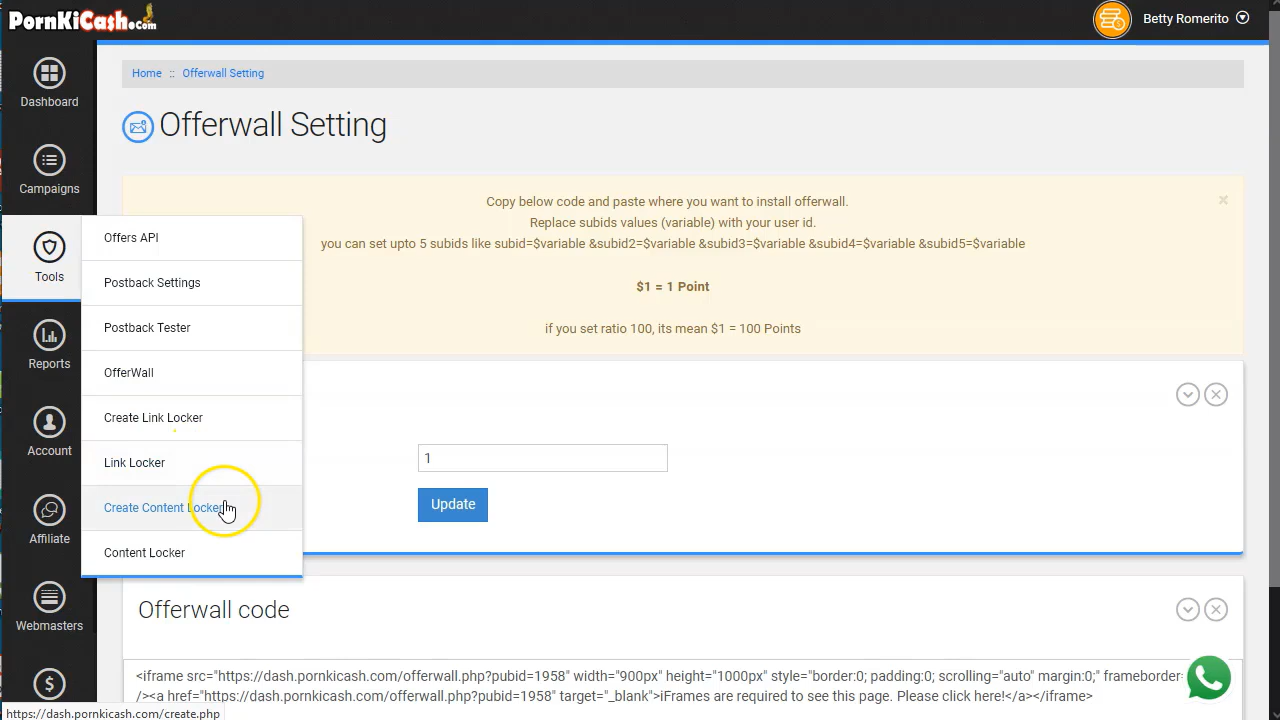 PornKiCash.com
Betty Romerito
Dashboard
Campaigns
Tools
Reports
Account
Affiliate
Webmasters
$
Home :: Offerwall Setting
Offerwall Setting
Copy below code and paste where you want to install offerwall.
Replace subids values (variable) with your user id.
you can set upto 5 subids like subid=$variable &subid2=$variable &subid3=$variable &subid4=$variable &subid5=$variable
$1 = 1 Point
if you set ratio 100, its mean $1 = 100 Points
Offers API
Postback Settings
Postback Tester
OfferWall
Create Link Locker
Link Locker
Create Content Locker
Content Locker
1
Update
Offerwall code
<iframe src="https://dash.pornkicash.com/offerwall.php?pubid=1958" width="900px" height="1000px" style="border:0; padding:0; scrolling="auto" margin:0;" frameborder=
/><a href="https://dash.pornkicash.com/offerwall.php?pubid=1958" target="_blank">iFrames are required to see this page. Please click here!</a></iframe>
https://dash.pornkicash.com/create.php